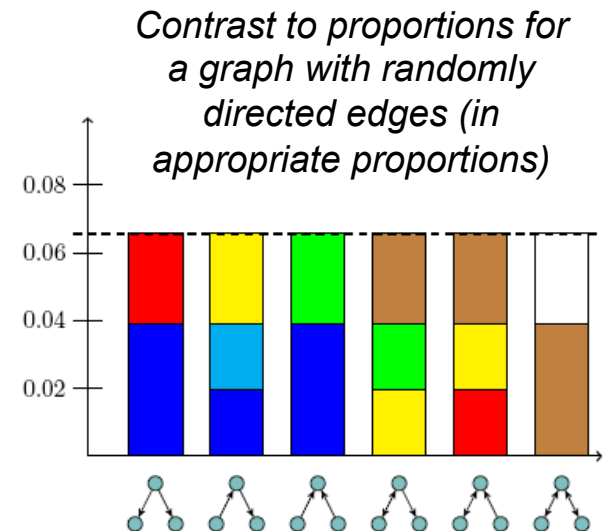 Contrast to proportions for
a graph with randomly
directed edges (in
appropriate proportions)
0.08
0.06
0.04
0.02